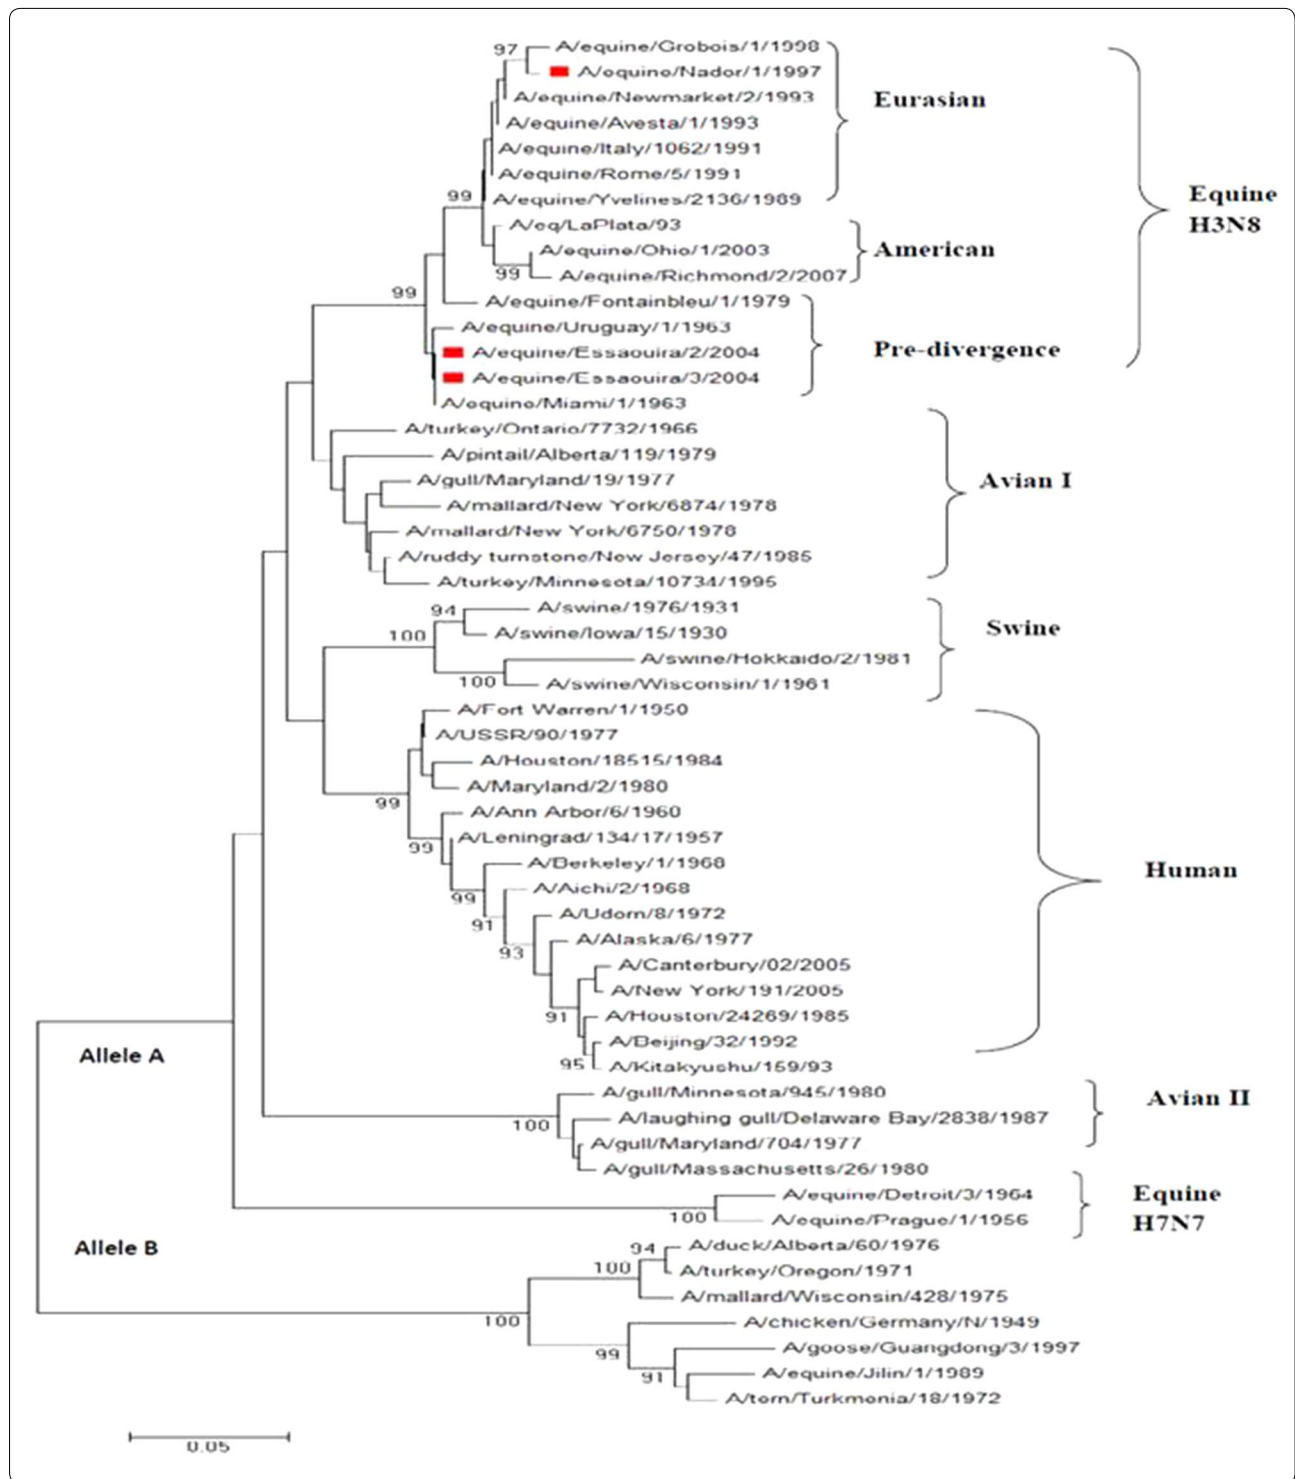 97
A/equine/Grobois/1/1998
A/equine/Nador/1/1997
A/equine/Newmarket/2/1993
Eurasian
A/equine/Avesta/1/1993
A/equine/Italy/1062/1991
A/equine/Rome/5/1991
99
A/equine/Yvelines/2136/1989
Equine
H3N8
A/eq/LaPlata/93
A/equine/Ohio/1/2003
American
99
A/equine/Richmond/2/2007
99
A/equine/Fontainbleu/1/1979
A/equine/Uruguay/1/1963
A/equine/Essaouira/2/2004
Pre-divergence
A/equine/Essaouira/3/2004
A/equine/Miami/1/1963
A/turkey/Ontario/7732/1966
A/pintail/Alberta/119/1979
A/gull/Maryland/19/1977
Avian I
A/mallard/New York/6874/1978
A/mallard/New York/6750/1978
A/ruddy turnstone/New Jersey/47/1985
A/turkey/Minnesota/10734/1995
94
A/swine/1976/1931
100
A/swine/Iowa/15/1930
Swine
A/swine/Hokkaido/2/1981
100
A/swine/Wisconsin/1/1961
A/Fort Warren/1/1950
A/USSR/90/1977
A/Houston/18515/1984
A/Maryland/2/1980
99
A/Ann Arbor/6/1960
A/Leningrad/134/17/1957
99
A/Berkeley/1/1968
Human
A/Aichi/2/1968
99
A/Udorn/8/1972
91
A/Alaska/6/1977
93
A/Canterbury/02/2005
A/New York/191/2005
A/Houston/24269/1985
91
A/Beijing/32/1992
Allele A
95
A/Kitakyushu/159/93
A/gull/Minnesota/945/1980
Avian II
A/laughing gull/Delaware Bay/2838/1987
100
A/gull/Maryland/704/1977
A/gull/Massachusetts/26/1980
A/equine/Detroit/3/1964
Equine
H7N7
100
A/equine/Prague/1/1956
Allele B
94
A/duck/Alberta/60/1976
100
A/turkey/Oregon/1971
A/mallard/Wisconsin/428/1975
100
A/chicken/Germany/N/1949
A/goose/Guangdong/3/1997
99
A/equine/Jilin/1/1989
91
A/tern/Turkmenia/18/1972
0.05